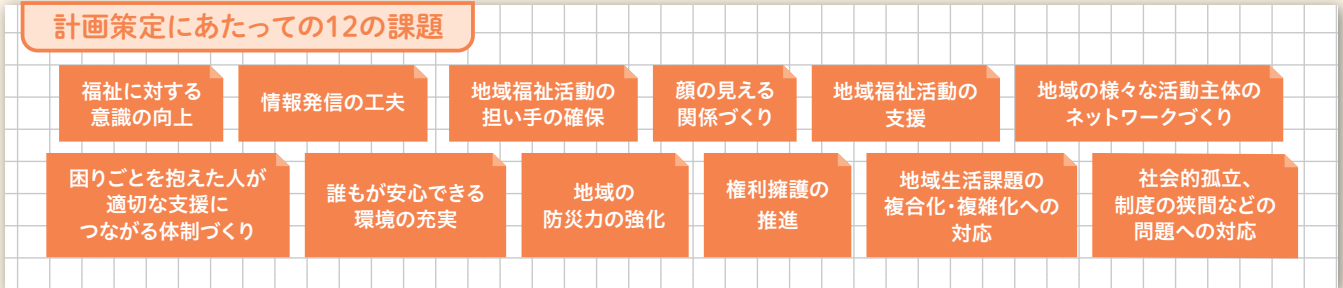 計画策定にあたっての12の課題
福祉に対する
意識の向上
情報発信の工夫
地域福祉活動の
担い手の確保
顔の見える
関係づくり
地域福祉活動の
支援
地域の様々な活動主体の
ネットワークづくり
困りごとを抱えた人が
適切な支援に
つながる体制づくり
誰もが安心できる
環境の充実
地域の
防災力の強化
権利擁護の
推進
地域生活課題の
複合化・複雑化への
対応
社会的孤立、
制度の狭間などの
問題への対応